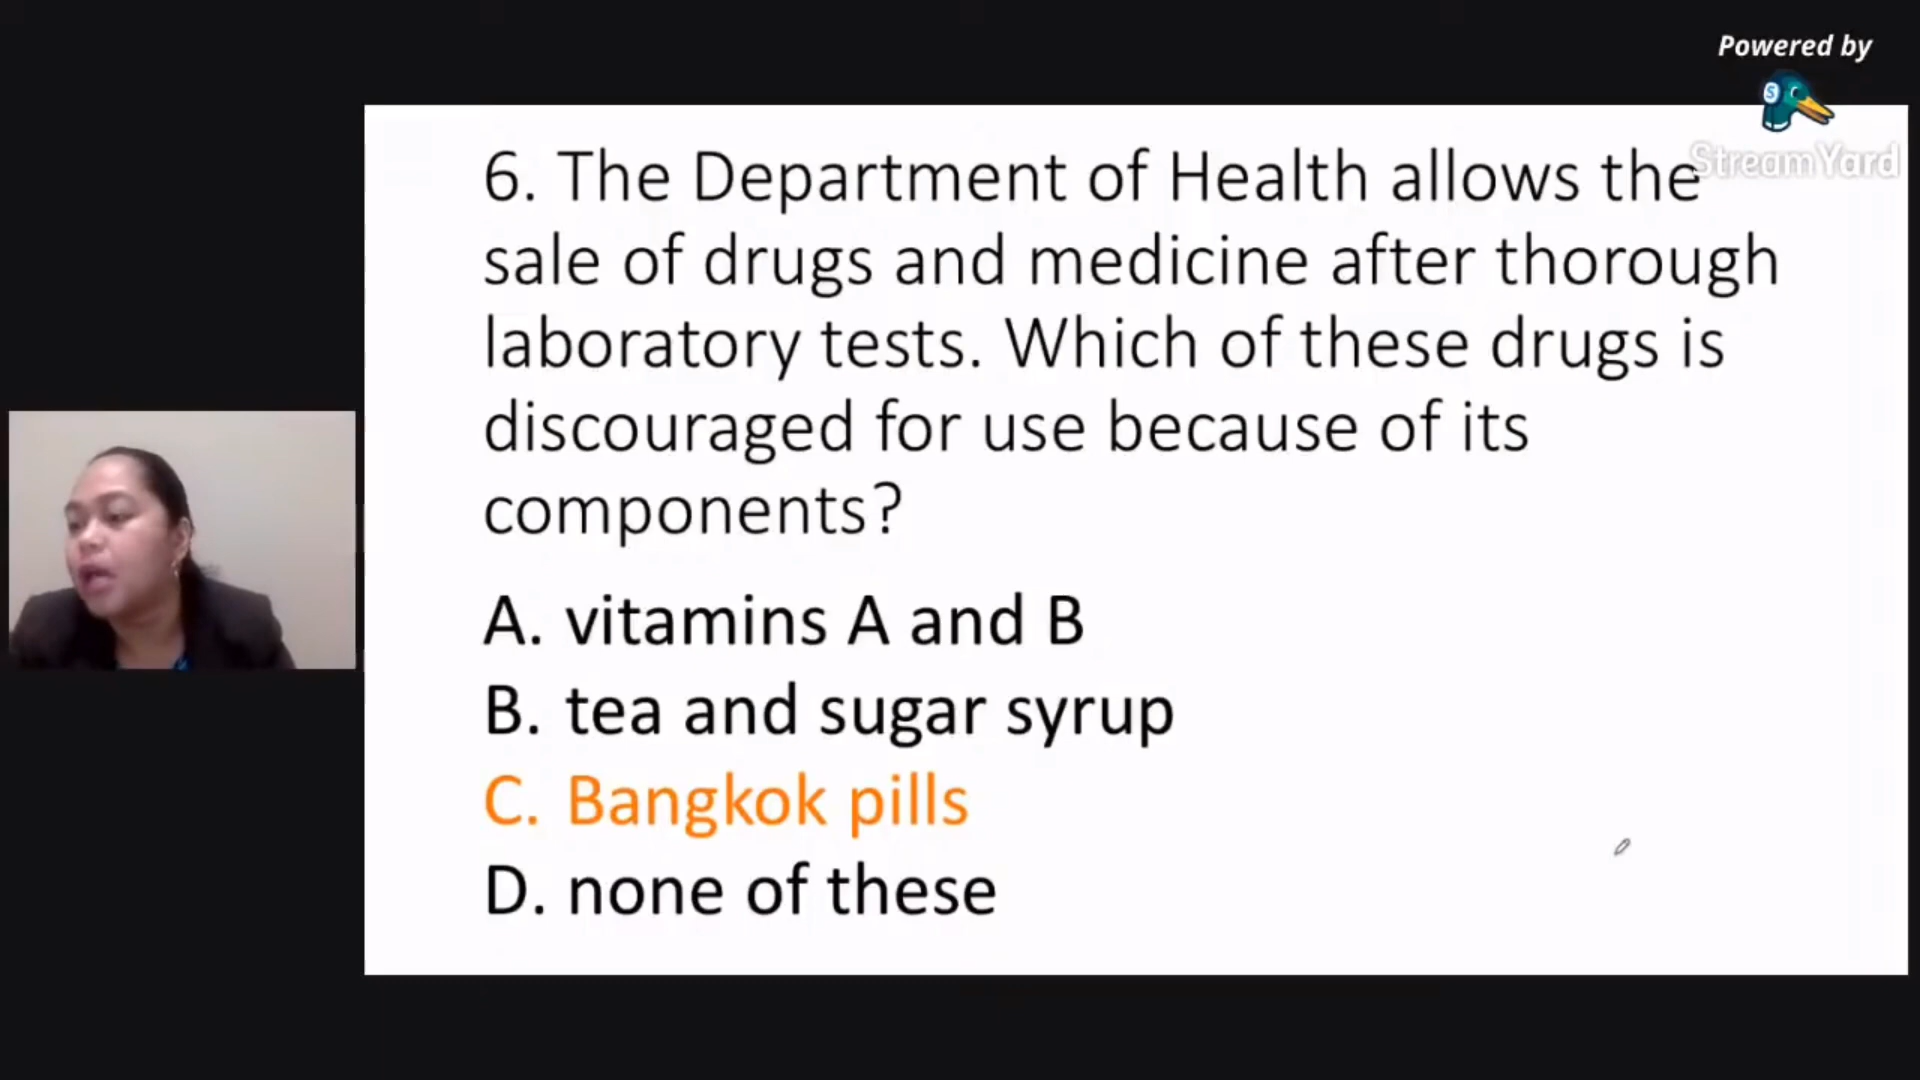 Powered by
StreamYard
6. The Department of Health allows the
sale of drugs and medicine after thorough
laboratory tests. Which of these drugs is
discouraged for use because of its
components?
A. vitamins A and B
B. tea and sugar syrup
C. Bangkok pills
D. none of these